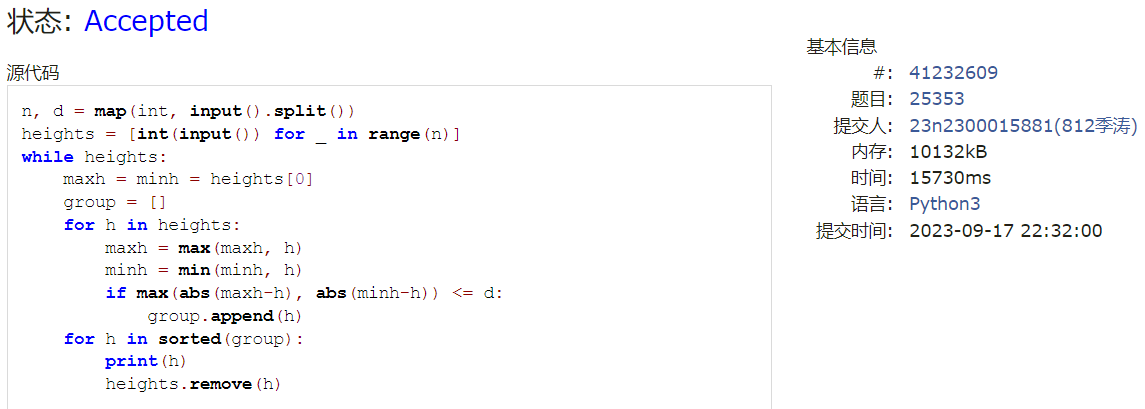 状态: Accepted
源代码
n, d = map(int, input().split())
heights = [int(input()) for _ in range(n)]
while heights:
    maxh = minh = heights[0]
    group = []
    for h in heights:
        maxh = max(maxh, h)
        minh = min(minh, h)
        if max(abs(maxh-h), abs(minh-h)) <= d:
            group.append(h)
    for h in sorted(group):
        print(h)
        heights.remove(h)
基本信息
#: 41232609
题目: 25353
提交人: 23n2300015881(812季涛)
内存: 10132kB
时间: 15730ms
语言: Python3
提交时间: 2023-09-17 22:32:00